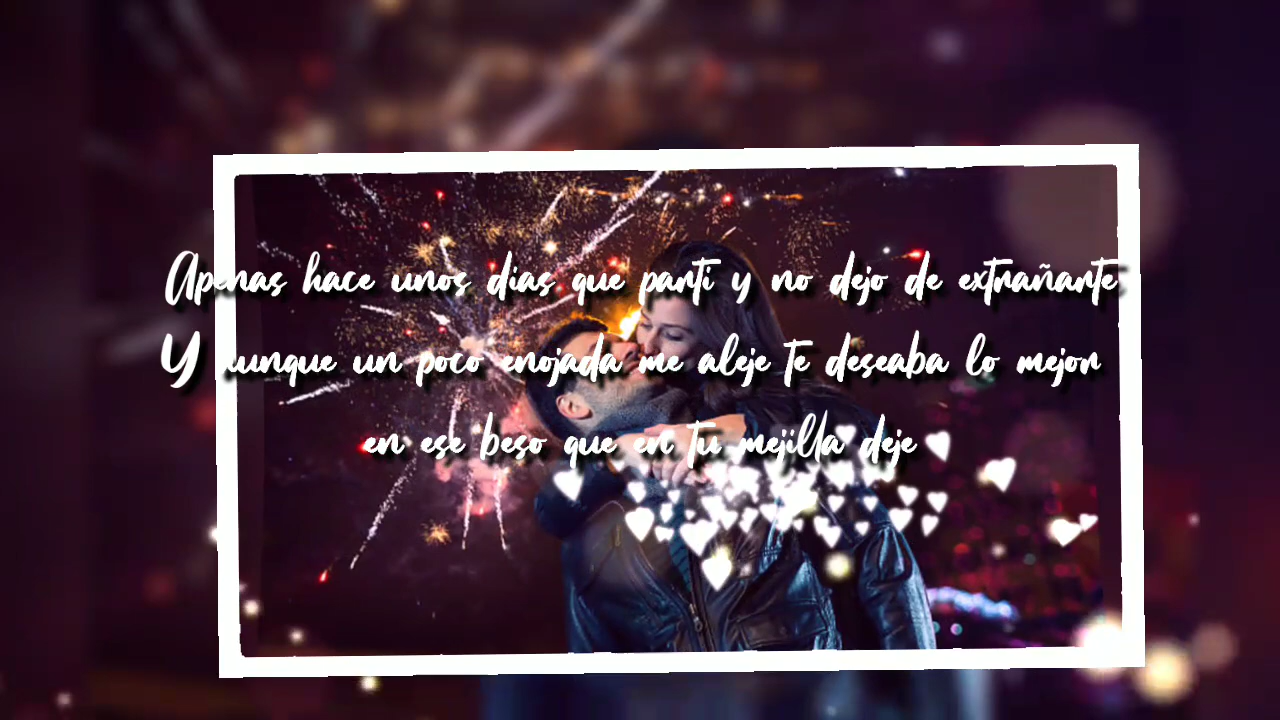 Apenas hace unos dias que parti y no dejo de extrañarte
Y aunque un poco enojada me aleje te deseaba lo mejor
en ese beso que en tu mejilla deje